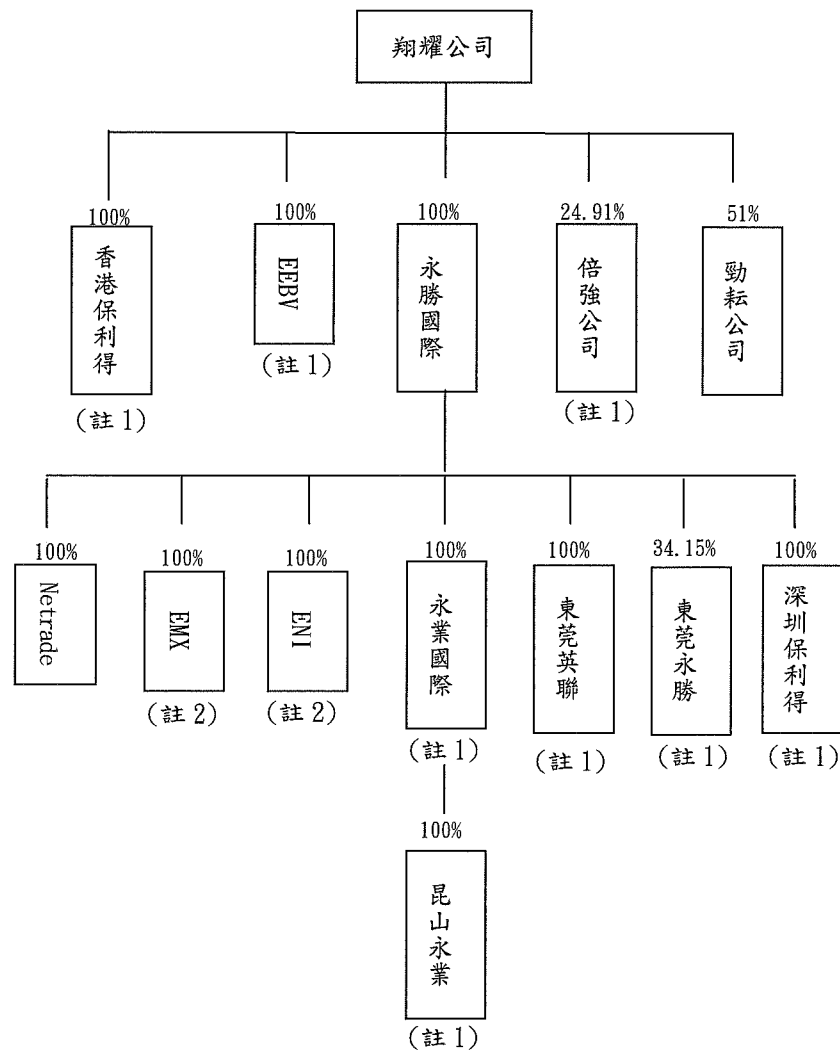 翔耀公司
100%
100%
100%
24.91%
51%
香港保利得
EEBV
永勝國際
倍強公司
勁耘公司
(註1)
(註1)
(註1)
100%
100%
100%
100%
100%
34.15%
100%
Netrade
EMX
ENI
永業國際
東莞英聯
東莞永勝
深圳保利得
(註2)
(註2)
(註1)
(註1)
(註1)
(註1)
100%
昆山永業
(註1)